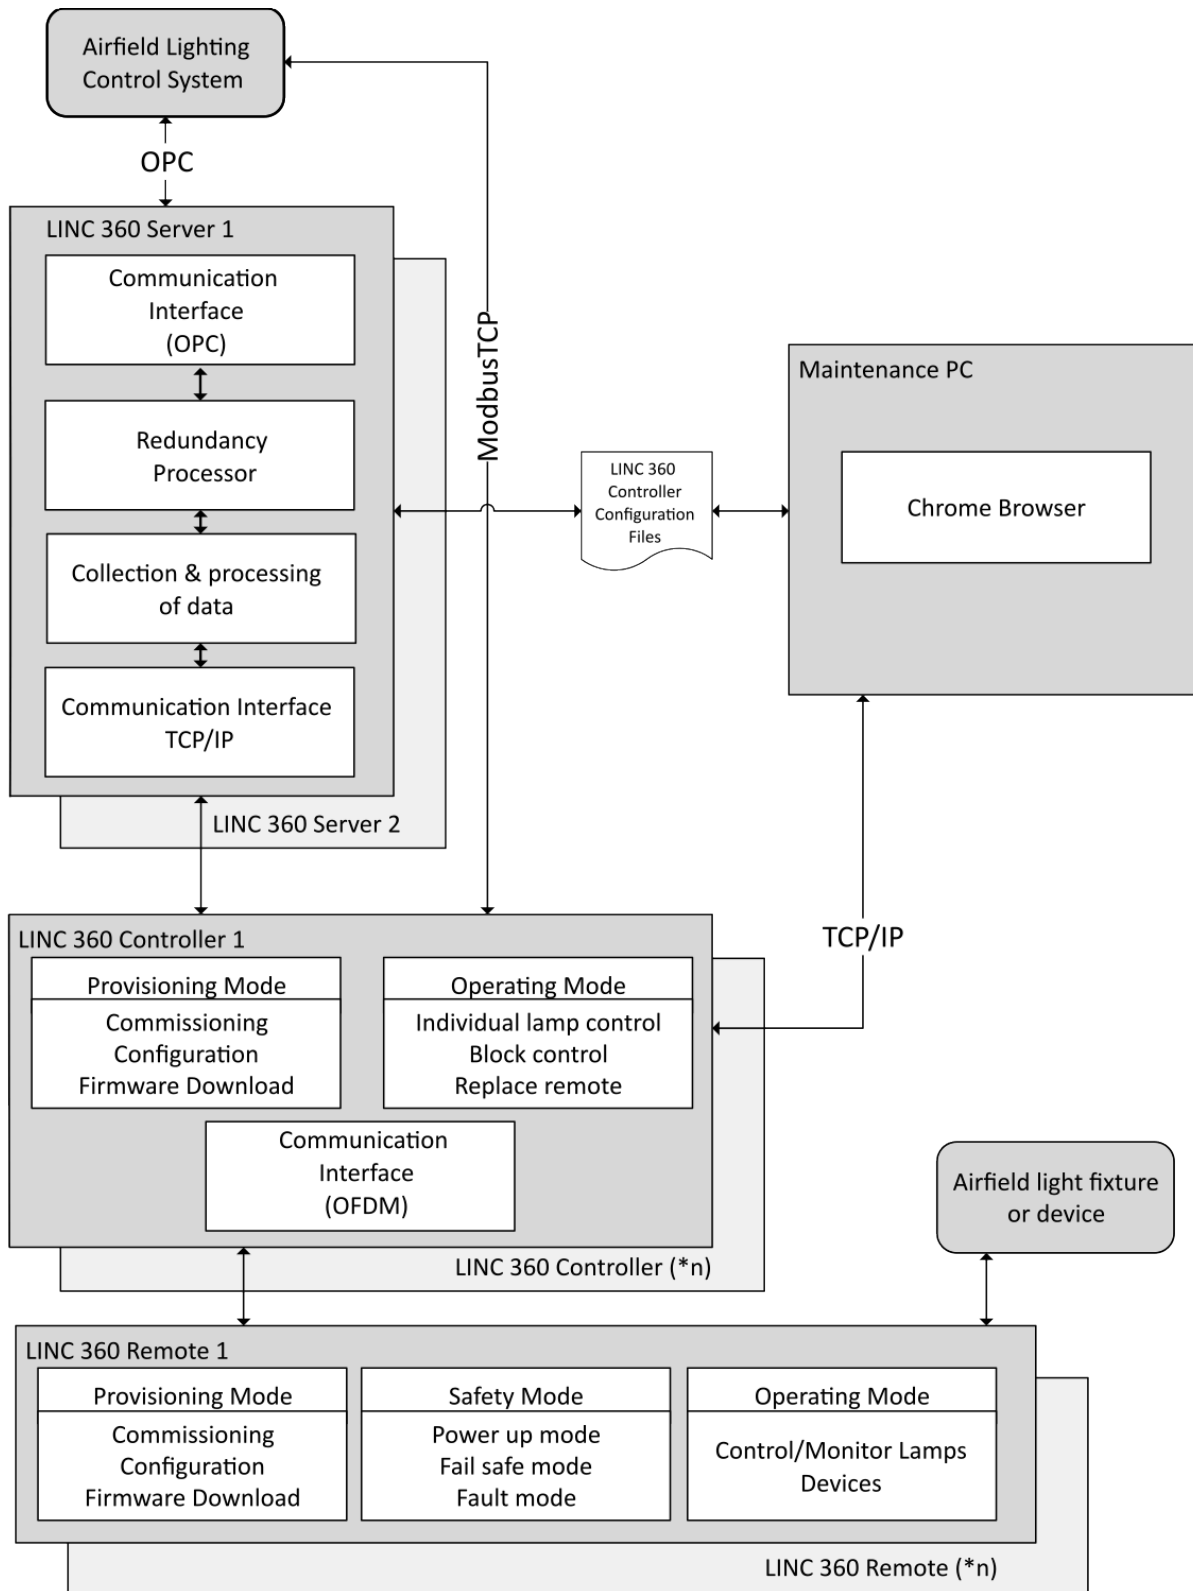 Airfield Lighting
Control System
OPC
LINC 360 Server 1
Communication
Interface
(OPC)
Redundancy
Processor
Collection & processing
of data
Communication Interface
TCP/IP
LINC 360 Server 2
ModbusTCP
LINC 360
Controller
Configuration
Files
Maintenance PC
Chrome Browser
TCP/IP
LINC 360 Controller 1
Provisioning Mode
Commissioning
Configuration
Firmware Download
Operating Mode
Individual lamp control
Block control
Replace remote
Communication
Interface
(OFDM)
LINC 360 Controller (*n)
Airfield light fixture
or device
LINC 360 Remote 1
Provisioning Mode
Commissioning
Configuration
Firmware Download
Safety Mode
Power up mode
Fail safe mode
Fault mode
Operating Mode
Control/Monitor Lamps
Devices
LINC 360 Remote (*n)